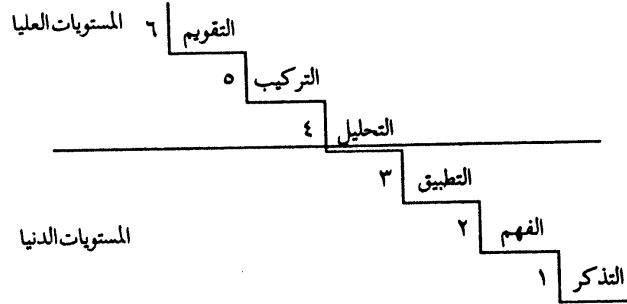 المستويات العليا
٦ التقويم
٥ التركيب
٤ التحليل
٣ التطبيق
٢ الفهم
المستويات الدنيا
١ التذكر